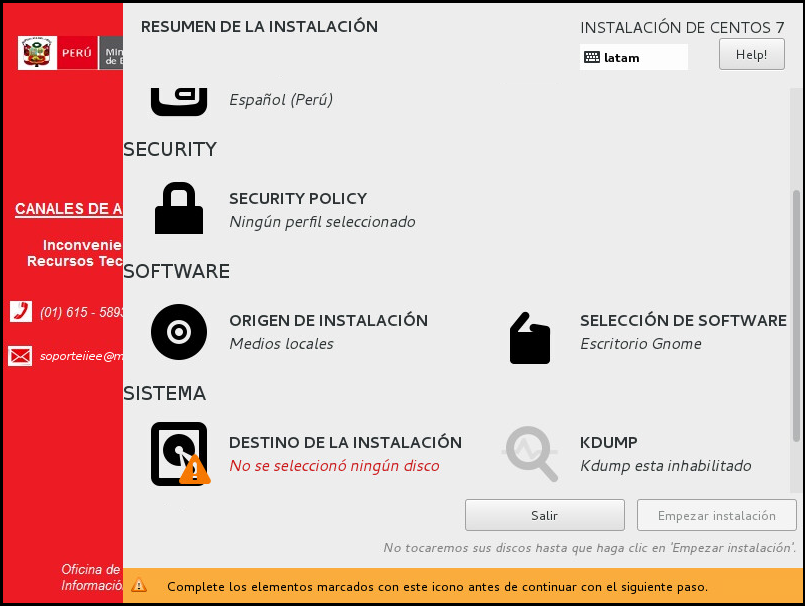 RESUMEN DE LA INSTALACIÓN
INSTALACIÓN DE CENTOS 7
latam
Help!
PERÚ
Min
de E
Español (Perú)
SECURITY
SECURITY POLICY
Ningún perfil seleccionado
CANALES DE A
Inconvenie
Recursos Tec
SOFTWARE
(01) 615 - 5893
ORIGEN DE INSTALACIÓN
Medios locales
SELECCIÓN DE SOFTWARE
Escritorio Gnome
soporteiiee@m
SISTEMA
DESTINO DE LA INSTALACIÓN
No se seleccionó ningún disco
KDUMP
Kdump esta inhabilitado
Salir
Empezar instalación
No tocaremos sus discos hasta que haga clic en 'Empezar instalación'.
Oficina de
Informació
Complete los elementos marcados con este icono antes de continuar con el siguiente paso.